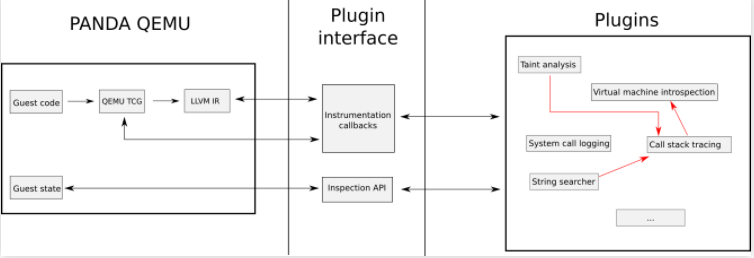 PANDA QEMU
Plugin
interface
Plugins
Guest code
QEMU TCG
LLVM IR
Guest state
Instrumentation
callbacks
Inspection API
Taint analysis
Virtual machine introspection
System call logging
Call stack tracing
String searcher
...